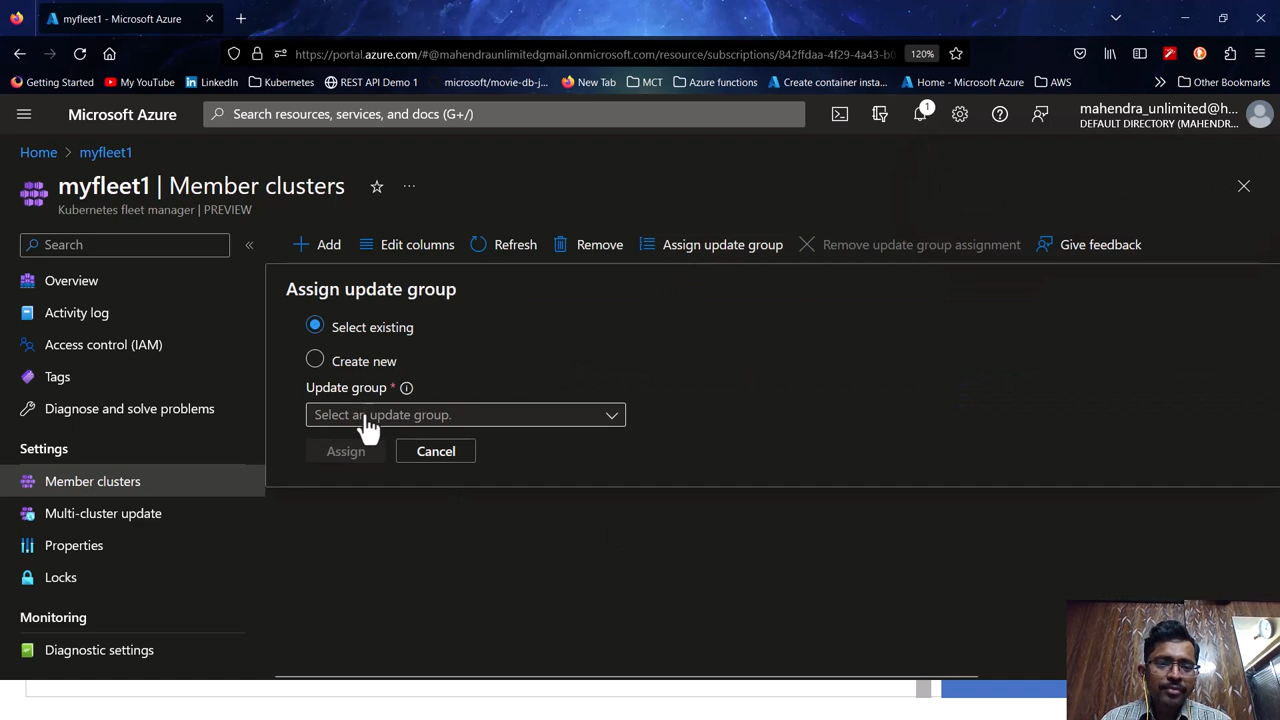 myfleet1 - Microsoft Azure
https://portal.azure.com/#@mahendraunlimitedgmail.onmicrosoft.com/resource/subscriptions/842ffdaa-4f29-4a43-b0
120%
Getting Started
My YouTube
LinkedIn
Kubernetes
REST API Demo 1
microsoft/movie-db-j...
New Tab
MCT
Azure functions
Create container insta...
Home - Microsoft Azure
AWS
Other Bookmarks
Microsoft Azure
Search resources, services, and docs (G+/)
1
mahendra_unlimited@h...
DEFAULT DIRECTORY (MAHENDR...
Home > myfleet1
myfleet1 | Member clusters
Kubernetes fleet manager | PREVIEW
Search
Add
Edit columns
Refresh
Remove
Assign update group
Remove update group assignment
Give feedback
Overview
Activity log
Access control (IAM)
Tags
Diagnose and solve problems
Settings
Member clusters
Multi-cluster update
Properties
Locks
Monitoring
Diagnostic settings
Assign update group
Select existing
Create new
Update group *
Select an update group.
Assign
Cancel